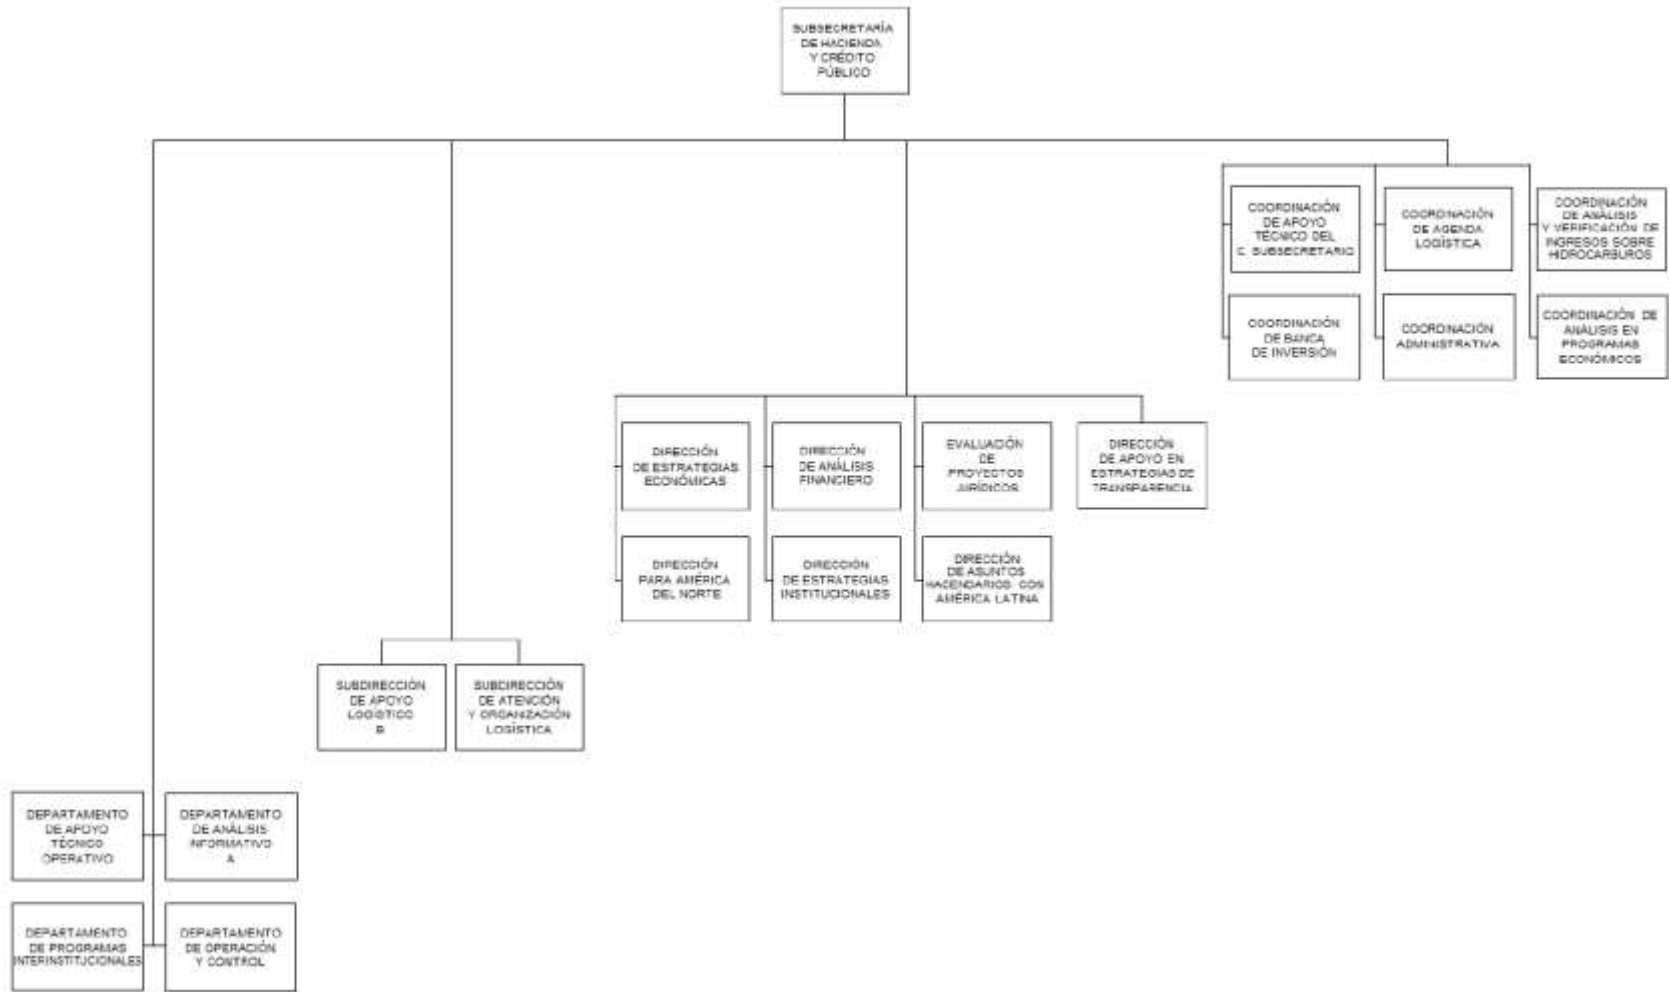 SUBSECRETARÍA
DE HACIENDA
Y CRÉDITO
PÚBLICO
COORDINACIÓN
DE APOYO
TÉCNICO DEL
C. SUBSECRETARIO
COORDINACIÓN
DE AGENDA
LOGÍSTICA
COORDINACIÓN
DE ANÁLISIS
Y VERIFICACIÓN DE
INGRESOS SOBRE
HIDROCARBUROS
COORDINACIÓN
DE BANCA
DE INVERSIÓN
COORDINACIÓN
ADMINISTRATIVA
COORDINACIÓN DE
ANÁLISIS EN
PROGRAMAS
ECONÓMICOS
DIRECCIÓN
DE ESTRATEGIAS
ECONÓMICAS
DIRECCIÓN
DE ANÁLISIS
FINANCIERO
EVALUACIÓN
DE
PROYECTOS
JURÍDICOS
DIRECCIÓN
DE APOYO EN
ESTRATEGIAS DE
TRANSPARENCIA
DIRECCIÓN
PARA AMÉRICA
DEL NORTE
DIRECCIÓN
DE ESTRATEGIAS
INSTITUCIONALES
DIRECCIÓN
DE ASUNTOS
HACENDARIOS CON
AMÉRICA LATINA
SUBDIRECCIÓN
DE APOYO
LOGÍSTICO
B
SUBDIRECCIÓN
DE ATENCIÓN
Y ORGANIZACIÓN
LOGÍSTICA
DEPARTAMENTO
DE APOYO
TÉCNICO
OPERATIVO
DEPARTAMENTO
DE ANÁLISIS
INFORMATIVO
A
DEPARTAMENTO
DE PROGRAMAS
INTERINSTITUCIONALES
DEPARTAMENTO
DE OPERACIÓN
Y CONTROL